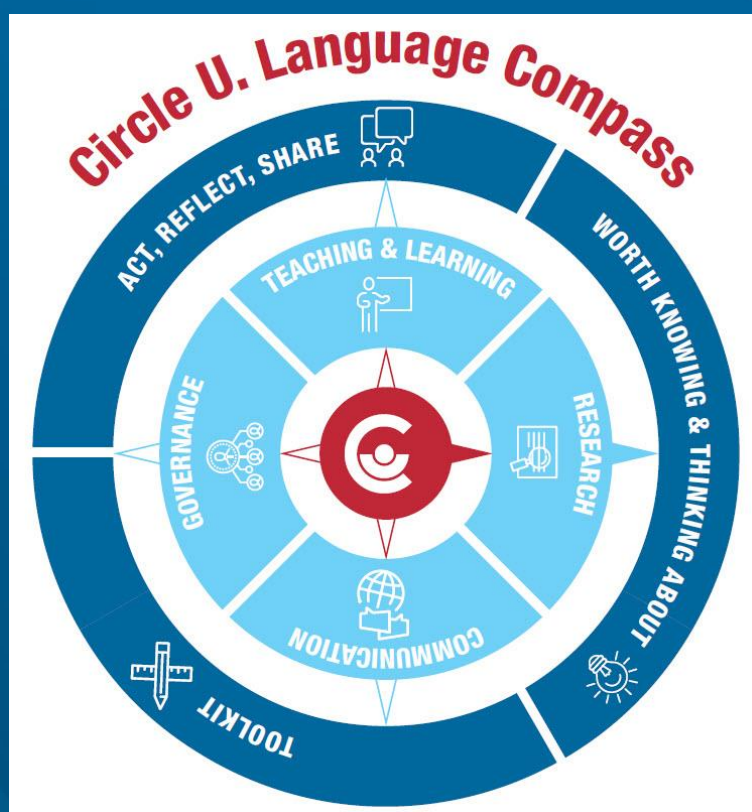 Circle U. Language Compass
ACT, REFLECT, SHARE
WORTH KNOWING & THINKING ABOUT
TOOLKIT
TEACHING & LEARNING
RESEARCH
COMMUNICATION
GOVERNANCE